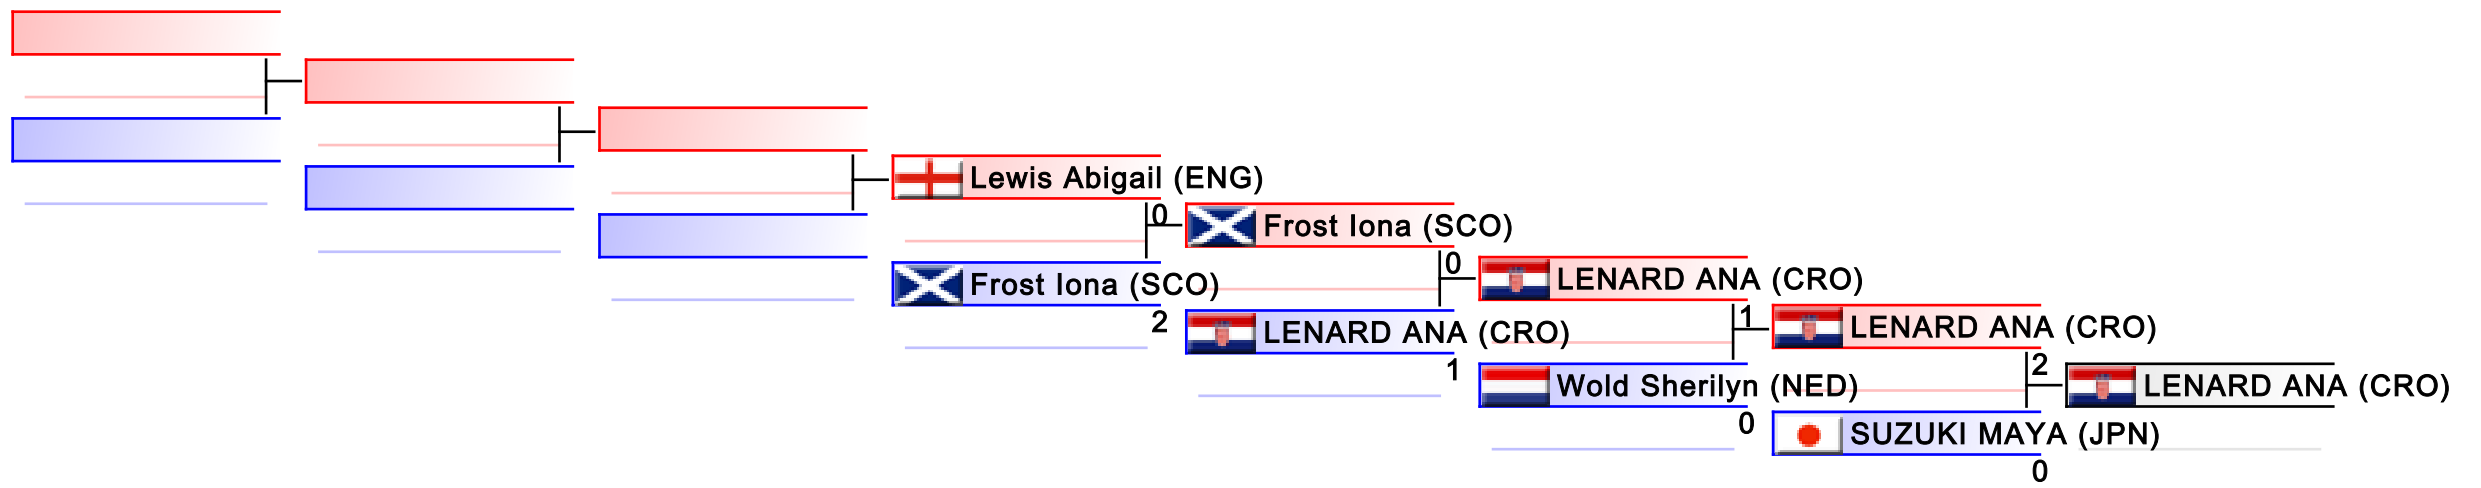 Lewis Abigail (ENG)
0
Frost Iona (SCO)
2
Frost Iona (SCO)
0
LENARD ANA (CRO)
1
LENARD ANA (CRO)
1
Wold Sherilyn (NED)
0
LENARD ANA (CRO)
2
SUZUKI MAYA (JPN)
0
LENARD ANA (CRO)